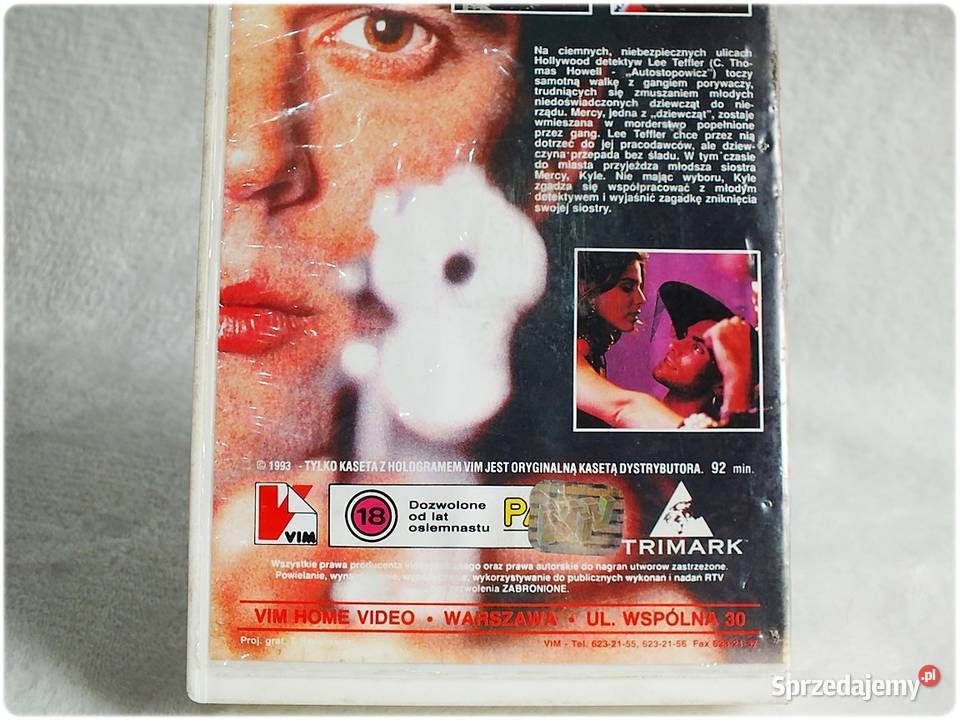 Na ciemnych, niebezpiecznych ulicach
Hollywood detektyw Lee Teffler (C. Tho-
mas Howell - „Autostopowicz") toczy
samotną walkę z gangiem porywaczy,
trudniących się zmuszaniem młodych
niedoświadczonych dziewcząt do nie-
rządu. Mercy, jedna z „dziewcząt", zostaje
wmieszana w morderstwo popełnione
przez gang. Lee Teffler chce przez nią
dotrzeć do jej pracodawców, ale dziew-
czyna przepada bez śladu. W tym czasie
do miasta przyjeżdza młodsza siostra
Mercy, Kyle. Nie mając wyboru, Kyle
zgadza się współpracować z młodym
detektywem i wyjaśnić zagadkę zniknięcia
swojej siostry.
© 1993 - TYLKO KASETA Z HOLOGRAMEM VIM JEST ORYGINALNĄ KASETĄ DYSTRYBUTORA. 92 min.
VIM
18
Dozwolone
od lat
osiemnastu
PA
NTV
TRIMARK
Wszystkie prawa producenta oraz prawa autorskie do nagran utworow zastrzeżone.
Powielanie, wykorzystywanie do publicznych wykonań i nadan RTV
ZABRONIONE.
VIM HOME VIDEO • WARSZAWA • UL. WSPÓLNA 30
Proj. graf.
VIM - Tel. 623-21-55, 623-21-56 Fax
Sprzedajemy.pl